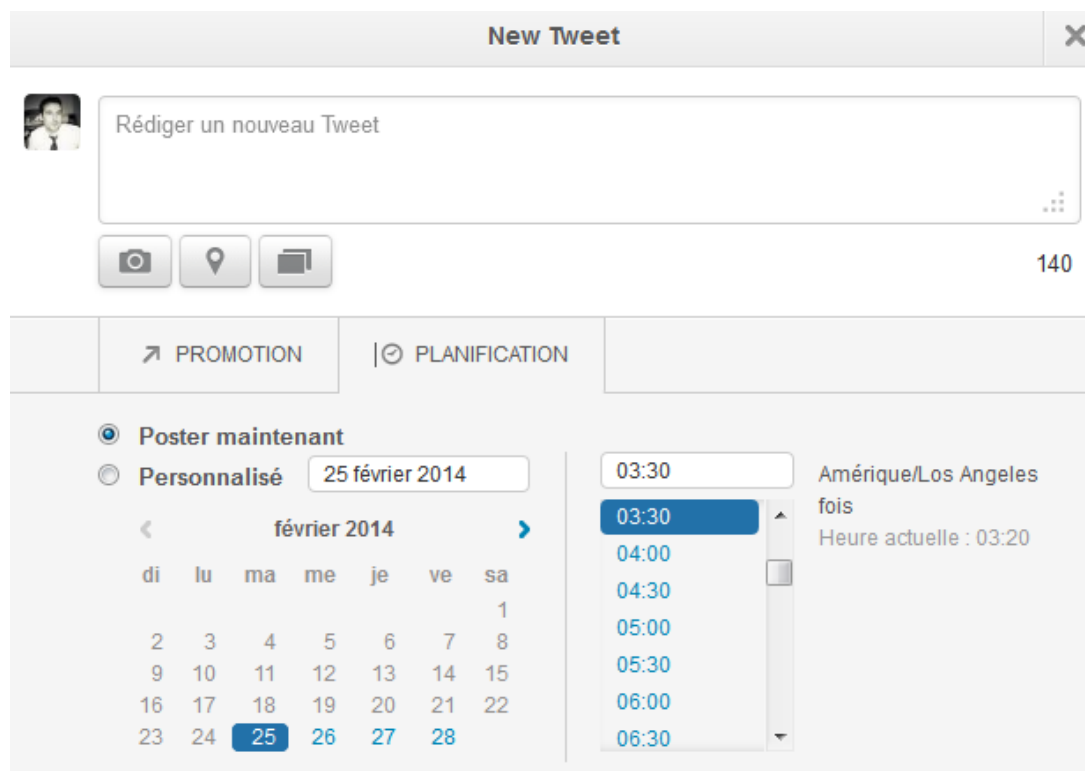 New Tweet
Rédiger un nouveau Tweet
140
PROMOTION
PLANIFICATION
Poster maintenant
Personnalisé
25 février 2014
février 2014
di lu ma me je ve sa
1
2 3 4 5 6 7 8
9 10 11 12 13 14 15
16 17 18 19 20 21 22
23 24 25 26 27 28
03:30
03:30
04:00
04:30
05:00
05:30
06:00
06:30
Amérique/Los Angeles
fois
Heure actuelle : 03:20